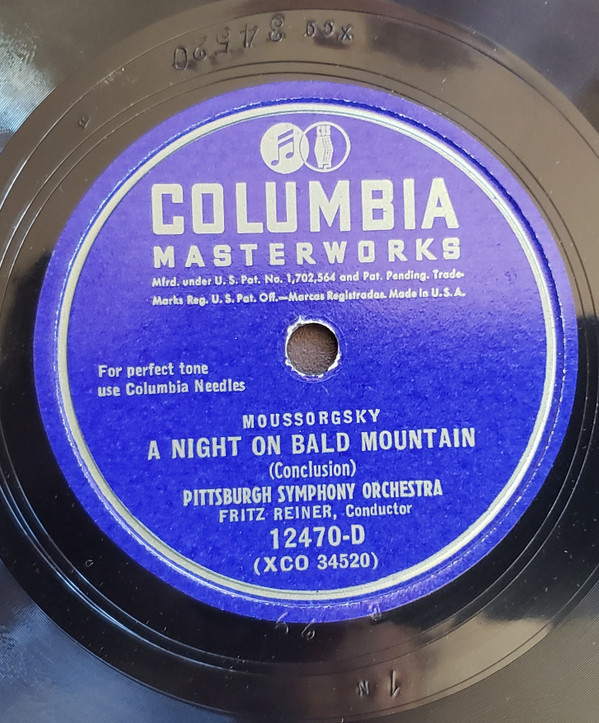 XCO 34520
COLUMBIA
MASTERWORKS
Mfrd. under U. S. Pat. No. 1,702,564 and Pat. Pending. Trade-
Marks Reg. U. S. Pat. Off.—Marcas Registradas. Made in U. S. A.
For perfect tone
use Columbia Needles
MOUSSORGSKY
A NIGHT ON BALD MOUNTAIN
(Conclusion)
PITTSBURGH SYMPHONY ORCHESTRA
FRITZ REINER, Conductor
12470-D
(XCO 34520)